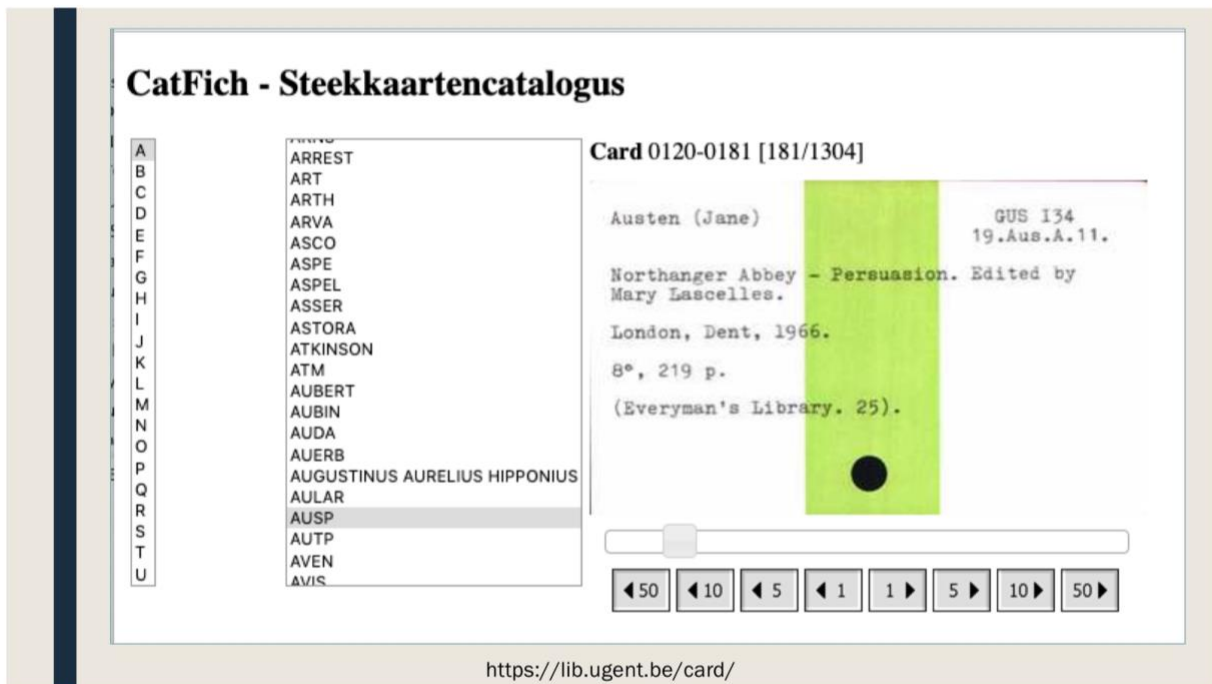 CatFich - Steekkaartencatalogus
A
B
C
D
E
F
G
H
I
J
K
L
M
N
O
P
Q
R
S
T
U
ARREST
ART
ARTH
ARVA
ASCO
ASPE
ASPEL
ASSER
ASTORA
ATKINSON
ATM
AUBERT
AUBIN
AUDA
AUERB
AUGUSTINUS AURELIUS HIPPONIUS
AULAR
AUSP
AUTP
AVEN
AVIS
Card 0120-0181 [181/1304]
Austen (Jane)
GUS I34
19.Aus.A.11.
Northanger Abbey - Persuasion. Edited by
Mary Lascelles.
London, Dent, 1966.
8°, 219 p.
(Everyman's Library. 25).
50
10
5
1
1
5
10
50
https://lib.ugent.be/card/